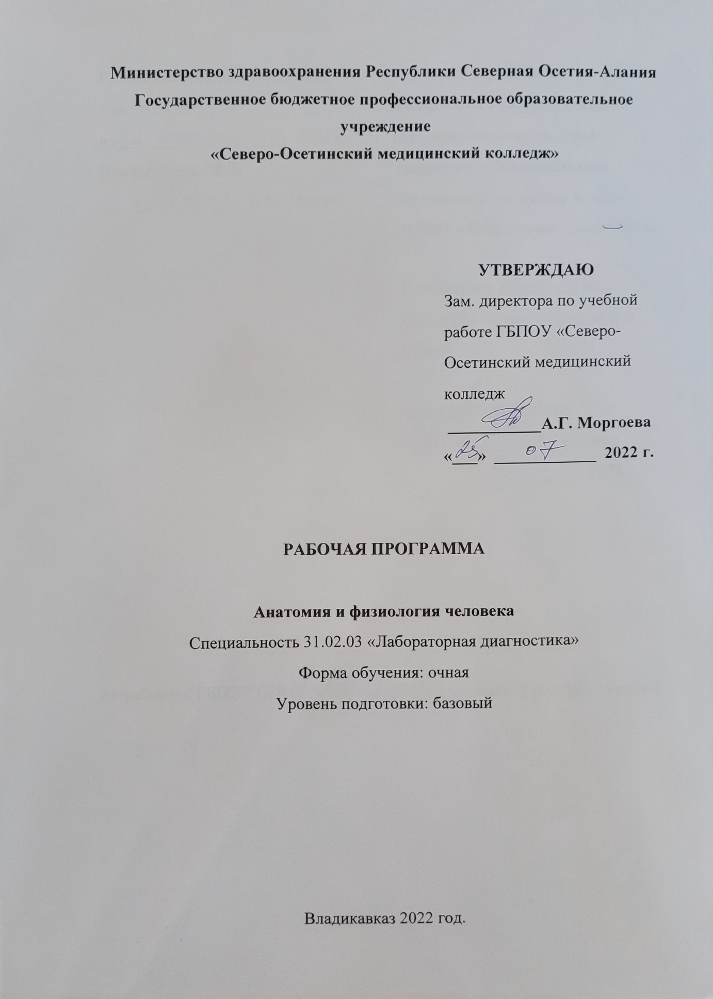 Министерство здравоохранения Республики Северная Осетия-Алания
Государственное бюджетное профессиональное образовательное
учреждение
«Северо-Осетинский медицинский колледж»
УТВЕРЖДАЮ
Зам. директора по учебной
работе ГБПОУ «Северо-
Осетинский медицинский
колледж
___________А.Г. Моргоева
«25» 07 2022 г.
РАБОЧАЯ ПРОГРАММА
Анатомия и физиология человека
Специальность 31.02.03 «Лабораторная диагностика»
Форма обучения: очная
Уровень подготовки: базовый
Владикавказ 2022 год.